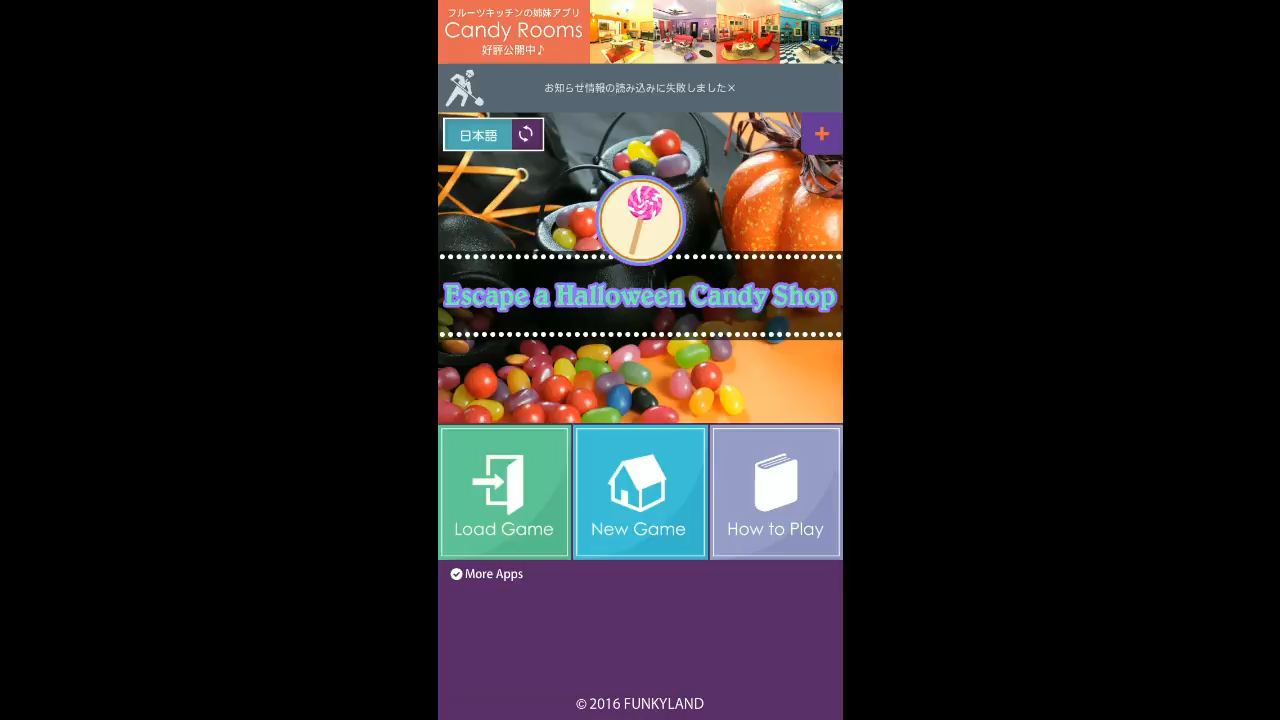 フルーツキッチンの姉妹アプリ
Candy Rooms
好評公開中♪
お知らせ情報の読み込みに失敗しました×
日本語
+
Escape a Halloween Candy Shop
Load Game
New Game
How to Play
More Apps
© 2016 FUNKYLAND